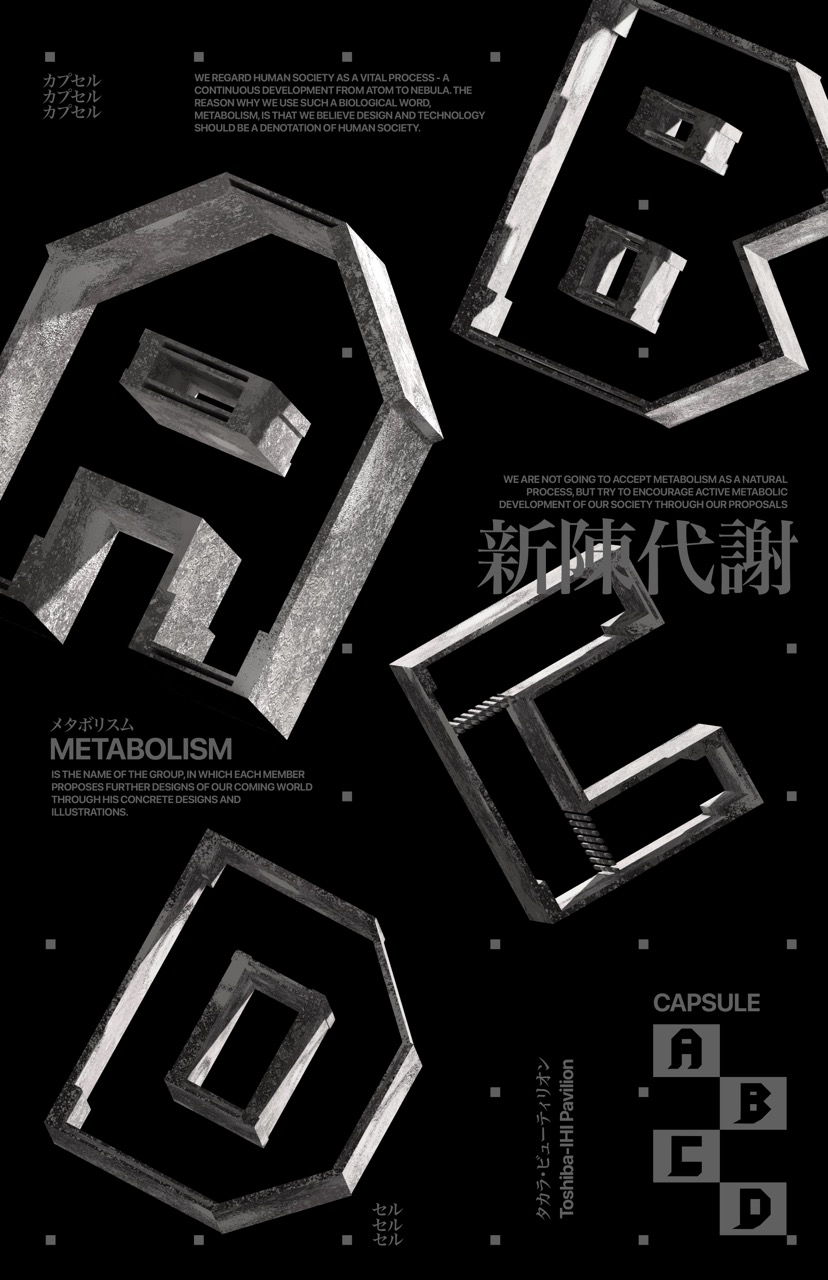 カプセル
カプセル
カプセル
WE REGARD HUMAN SOCIETY AS A VITAL PROCESS - A
CONTINUOUS DEVELOPMENT FROM ATOM TO NEBULA. THE
REASON WHY WE USE SUCH A BIOLOGICAL WORD,
METABOLISM, IS THAT WE BELIEVE DESIGN AND TECHNOLOGY
SHOULD BE A DENOTATION OF HUMAN SOCIETY.
B
A
WE ARE NOT GOING TO ACCEPT METABOLISM AS A NATURAL
PROCESS, BUT TRY TO ENCOURAGE ACTIVE METABOLIC
DEVELOPMENT OF OUR SOCIETY THROUGH OUR PROPOSALS
新陳代謝
C
メタボリスム
METABOLISM
IS THE NAME OF THE GROUP, IN WHICH EACH MEMBER
PROPOSES FURTHER DESIGNS OF OUR COMING WORLD
THROUGH HIS CONCRETE DESIGNS AND
ILLUSTRATIONS.
D
セル
セル
セル
タカラ・ビューティリオン
Toshiba-IHI Pavilion
CAPSULE
A
B
C
D